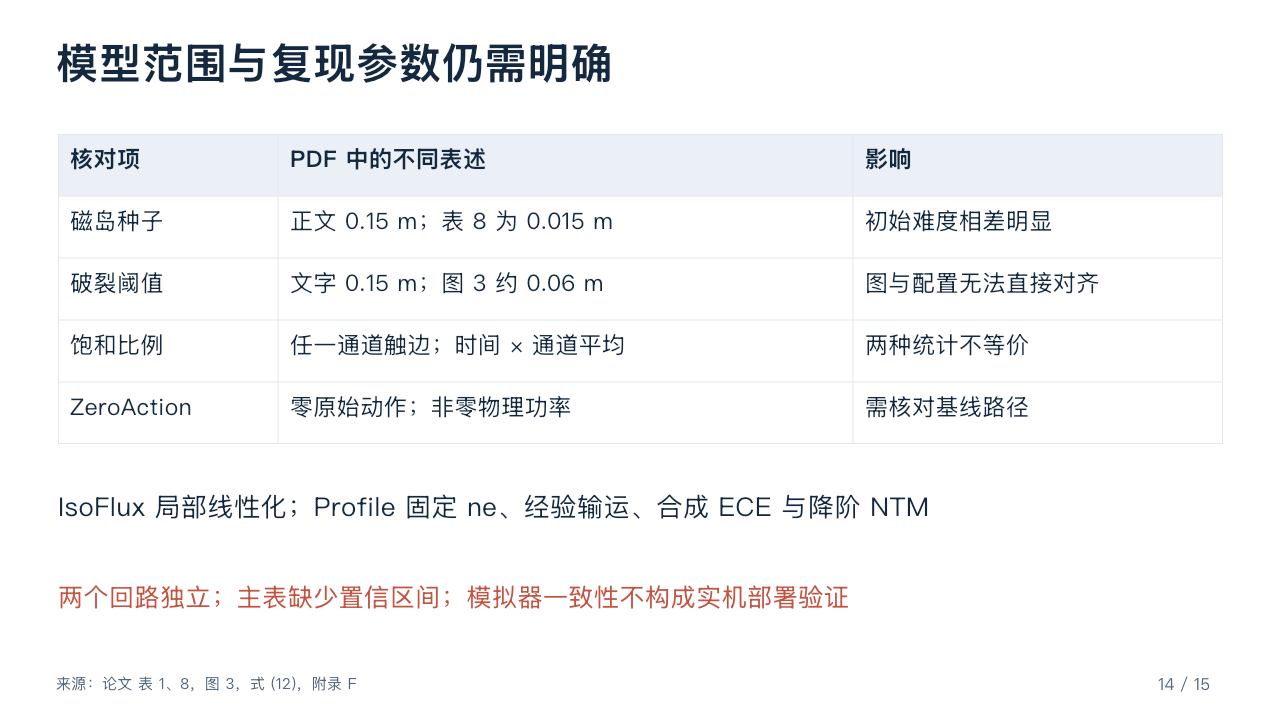 模型范围与复现参数仍需明确
核对项 PDF 中的不同表述 影响
磁岛种子 正文 0.15 m；表 8 为 0.015 m 初始难度相差明显
破裂阈值 文字 0.15 m；图 3 约 0.06 m 图与配置无法直接对齐
饱和比例 任一通道触边；时间 × 通道平均 两种统计不等价
ZeroAction 零原始动作；非零物理功率 需核对基线路径
IsoFlux 局部线性化；Profile 固定 ne、经验输运、合成 ECE 与降阶 NTM
两个回路独立；主表缺少置信区间；模拟器一致性不构成实机部署验证
来源：论文 表 1、8，图 3，式 (12)，附录 F
14 / 15